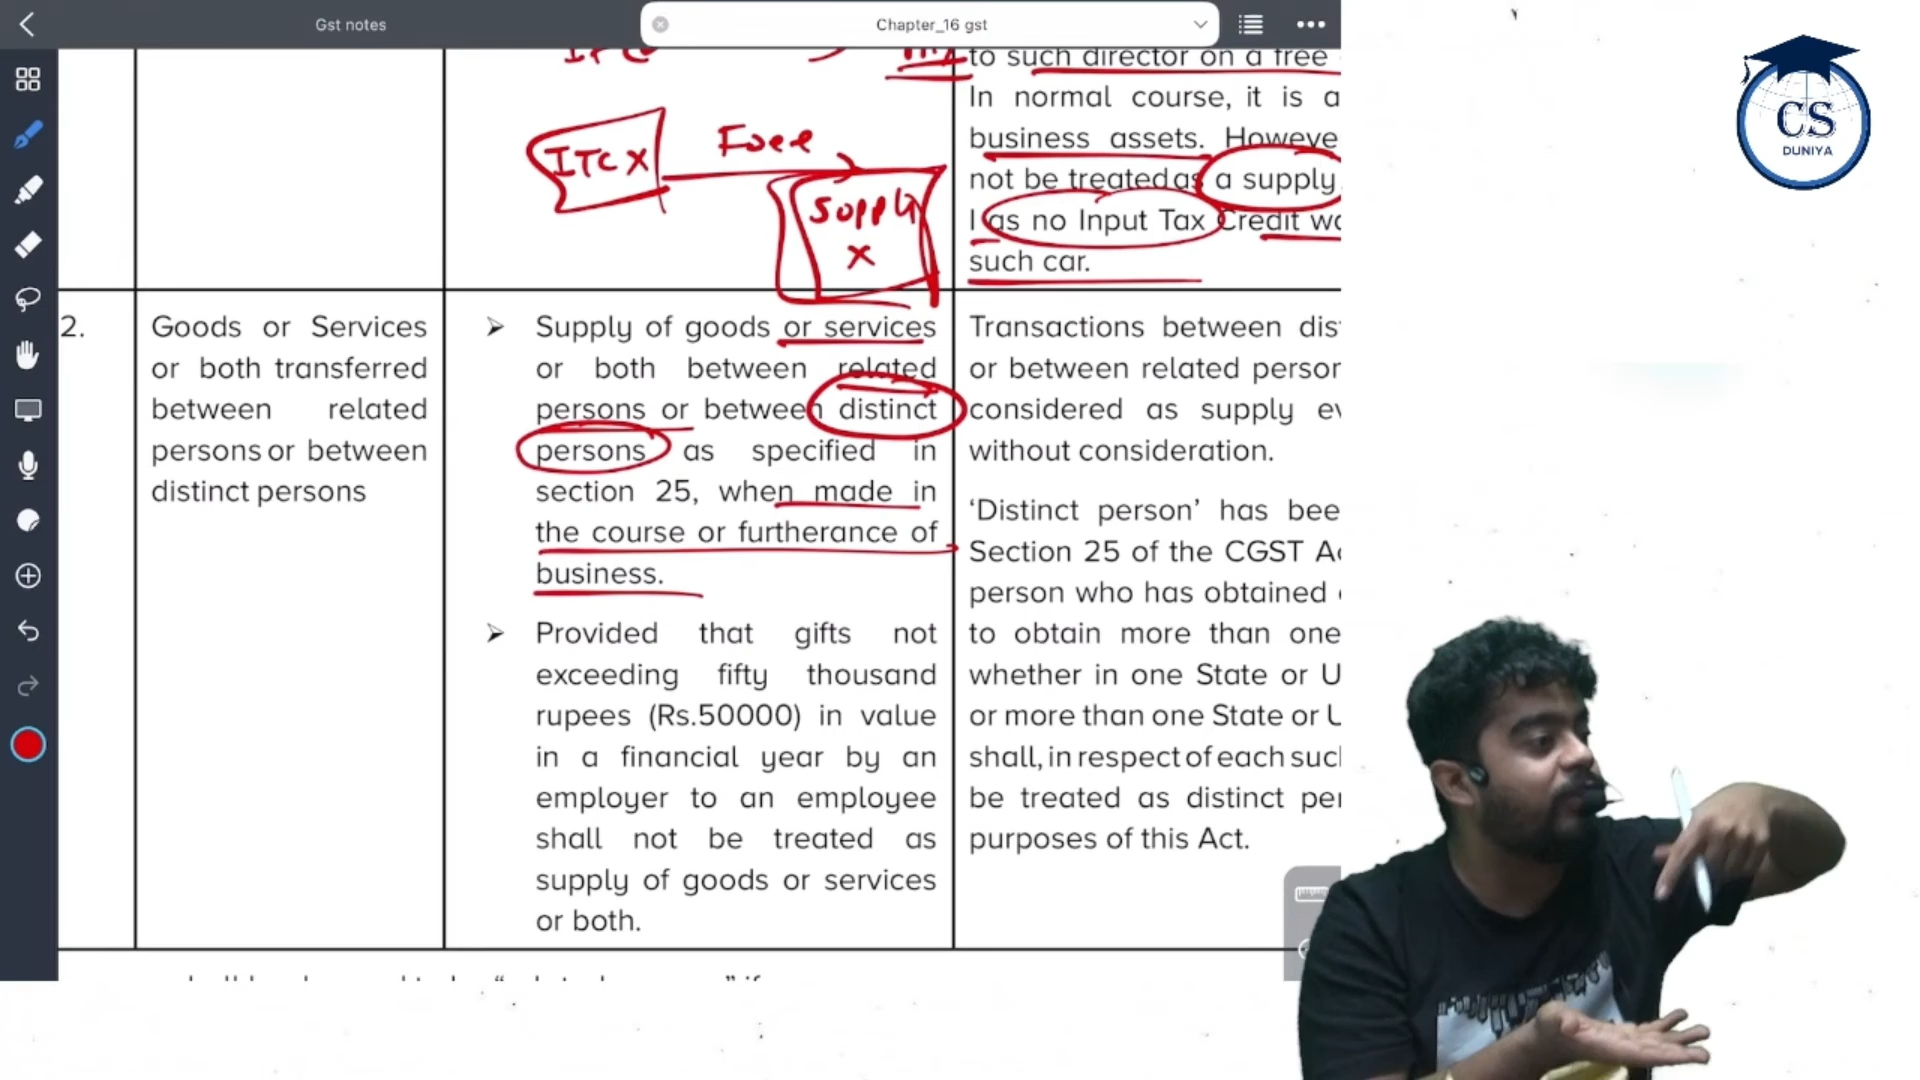 Gst notes
Chapter_16 gst
to such director on a free
In normal course, it is a
business assets. Howeve
not be treated as a supply
I as no Input Tax Credit wo
such car.
ITC X
Free
Supply
X
2.
Goods or Services
or both transferred
between related
persons or between
distinct persons
➢ Supply of goods or services
or both between related
persons or between distinct
persons as specified in
section 25, when made in
the course or furtherance of
business.
➢ Provided that gifts not
exceeding fifty thousand
rupees (Rs.50000) in value
in a financial year by an
employer to an employee
shall not be treated as
supply of goods or services
or both.
Transactions between dis
or between related person
considered as supply ev
without consideration.
‘Distinct person’ has bee
Section 25 of the CGST A
person who has obtained
to obtain more than one
whether in one State or U
or more than one State or U
shall, in respect of each suc
be treated as distinct per
purposes of this Act.
CS
DUNIYA